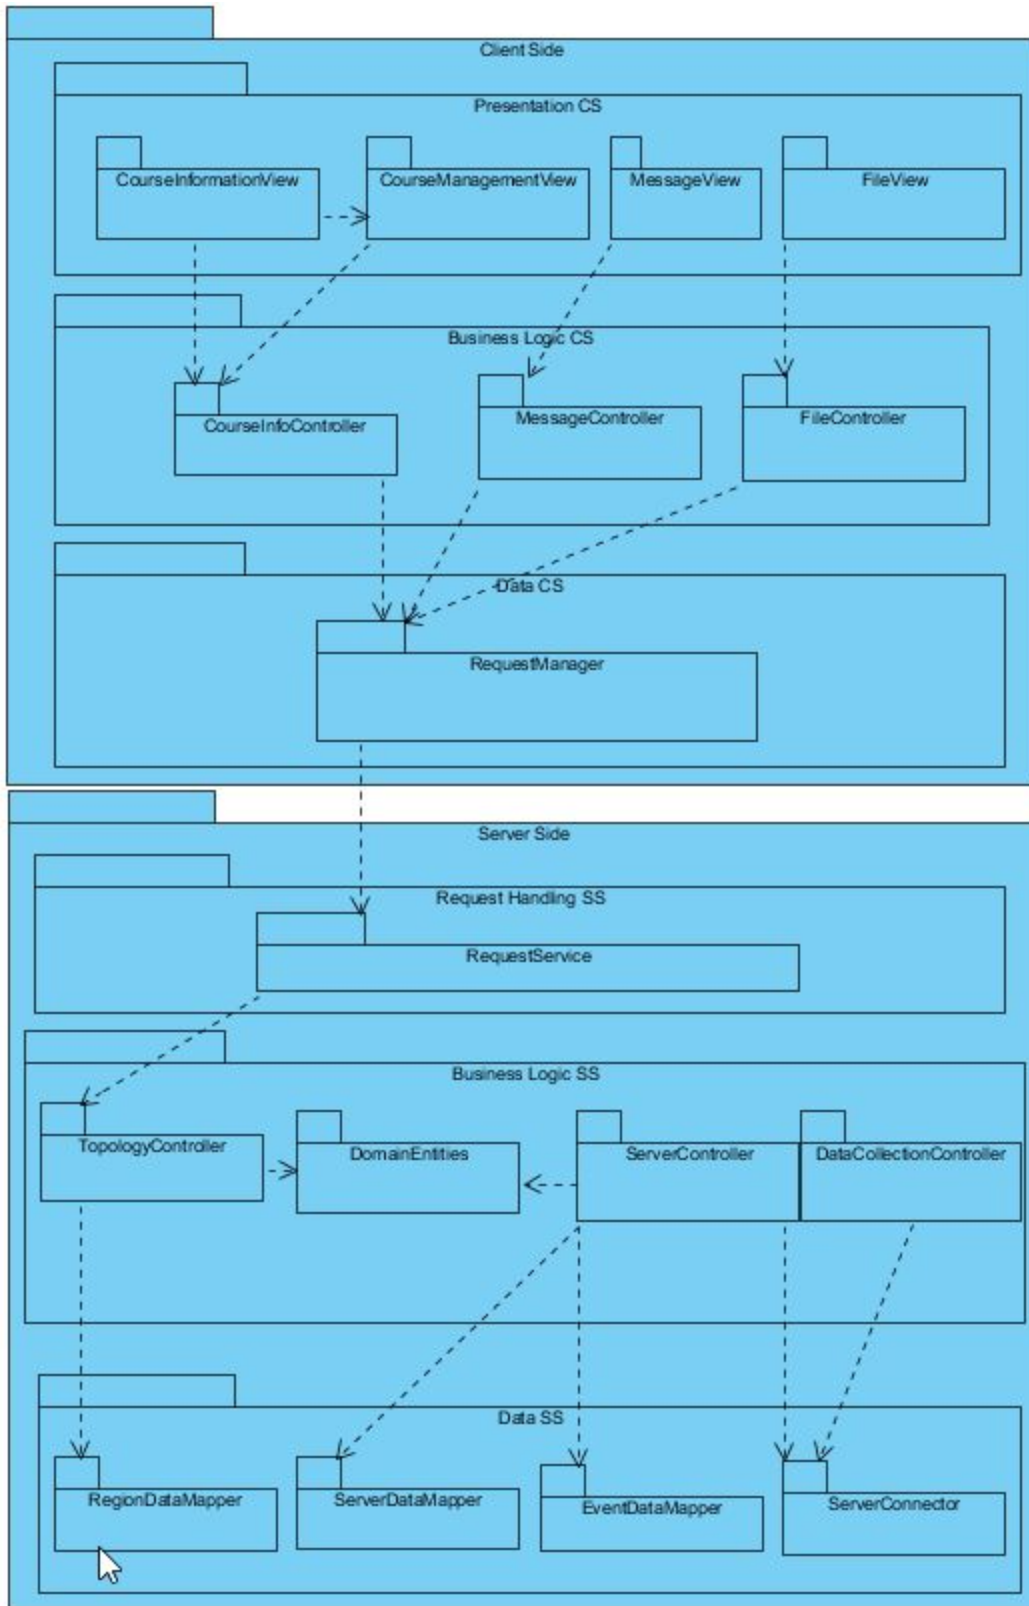 Client Side
Presentation CS
CourseInformationView
CourseManagementView
MessageView
FileView
Business Logic CS
CourseInfoController
MessageController
FileController
Data CS
RequestManager
Server Side
Request Handling SS
RequestService
Business Logic SS
TopologyController
DomainEntities
ServerController
DataCollectionController
Data SS
RegionDataMapper
ServerDataMapper
EventDataMapper
ServerConnector